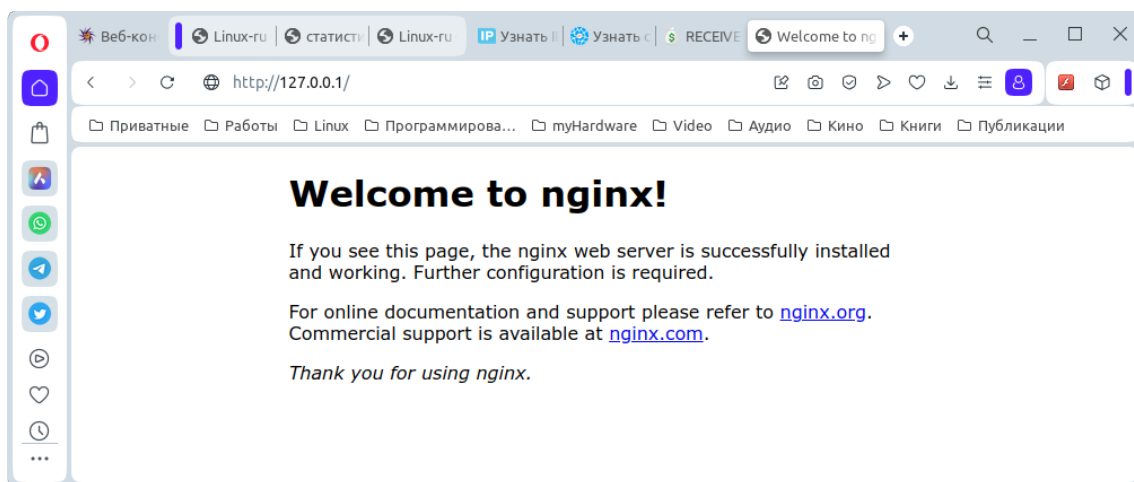 Веб-кон
Linux-ru
статисти
Linux-ru
IP Узнать I
Узнать с
$ RECEIVE
Welcome to ng
http://127.0.0.1/
Приватные Работы Linux Программирова... myHardware Video Аудио Кино Книги Публикации
Welcome to nginx!
If you see this page, the nginx web server is successfully installed
and working. Further configuration is required.
For online documentation and support please refer to nginx.org.
Commercial support is available at nginx.com.
Thank you for using nginx.